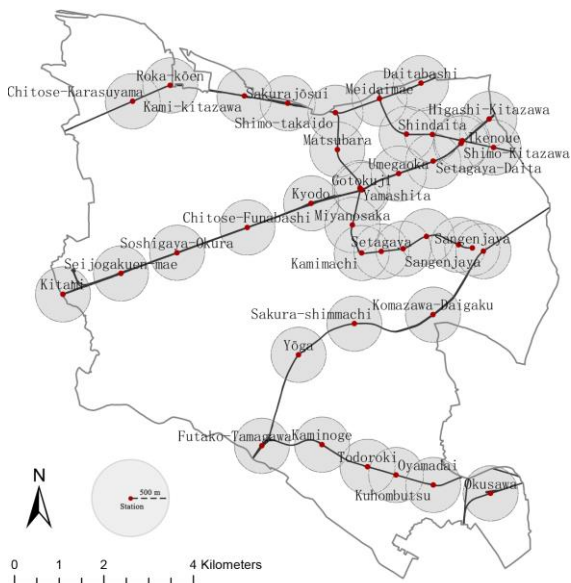 Daitabashi
Roka-kōen
Chitose-Karasuyama
Kami-kitazawa
Sakurajōsui
Meidaimae
Shimo-takaido
Higashi-Kitazawa
Shindaita
Ikenoue
Matsubara
Shimo-Kitazawa
Umegaoka
Setagaya-Daita
Gotokuji
Yamashita
Kyodo
Miyanosaka
Chitose-Funabashi
Soshigaya-Okura
Setagaya
Sangenjaya
Kamimachi
Sangenjaya
Seijogakuen-mae
Kitami
Komazawa-Daigaku
Sakura-shimmachi
Yōga
Futako-Tamagawa
Kaminoge
Todoroki
Oyamadai
Okusawa
Kuhombutsu
N
500 m
Station
0 1 2 4 Kilometers